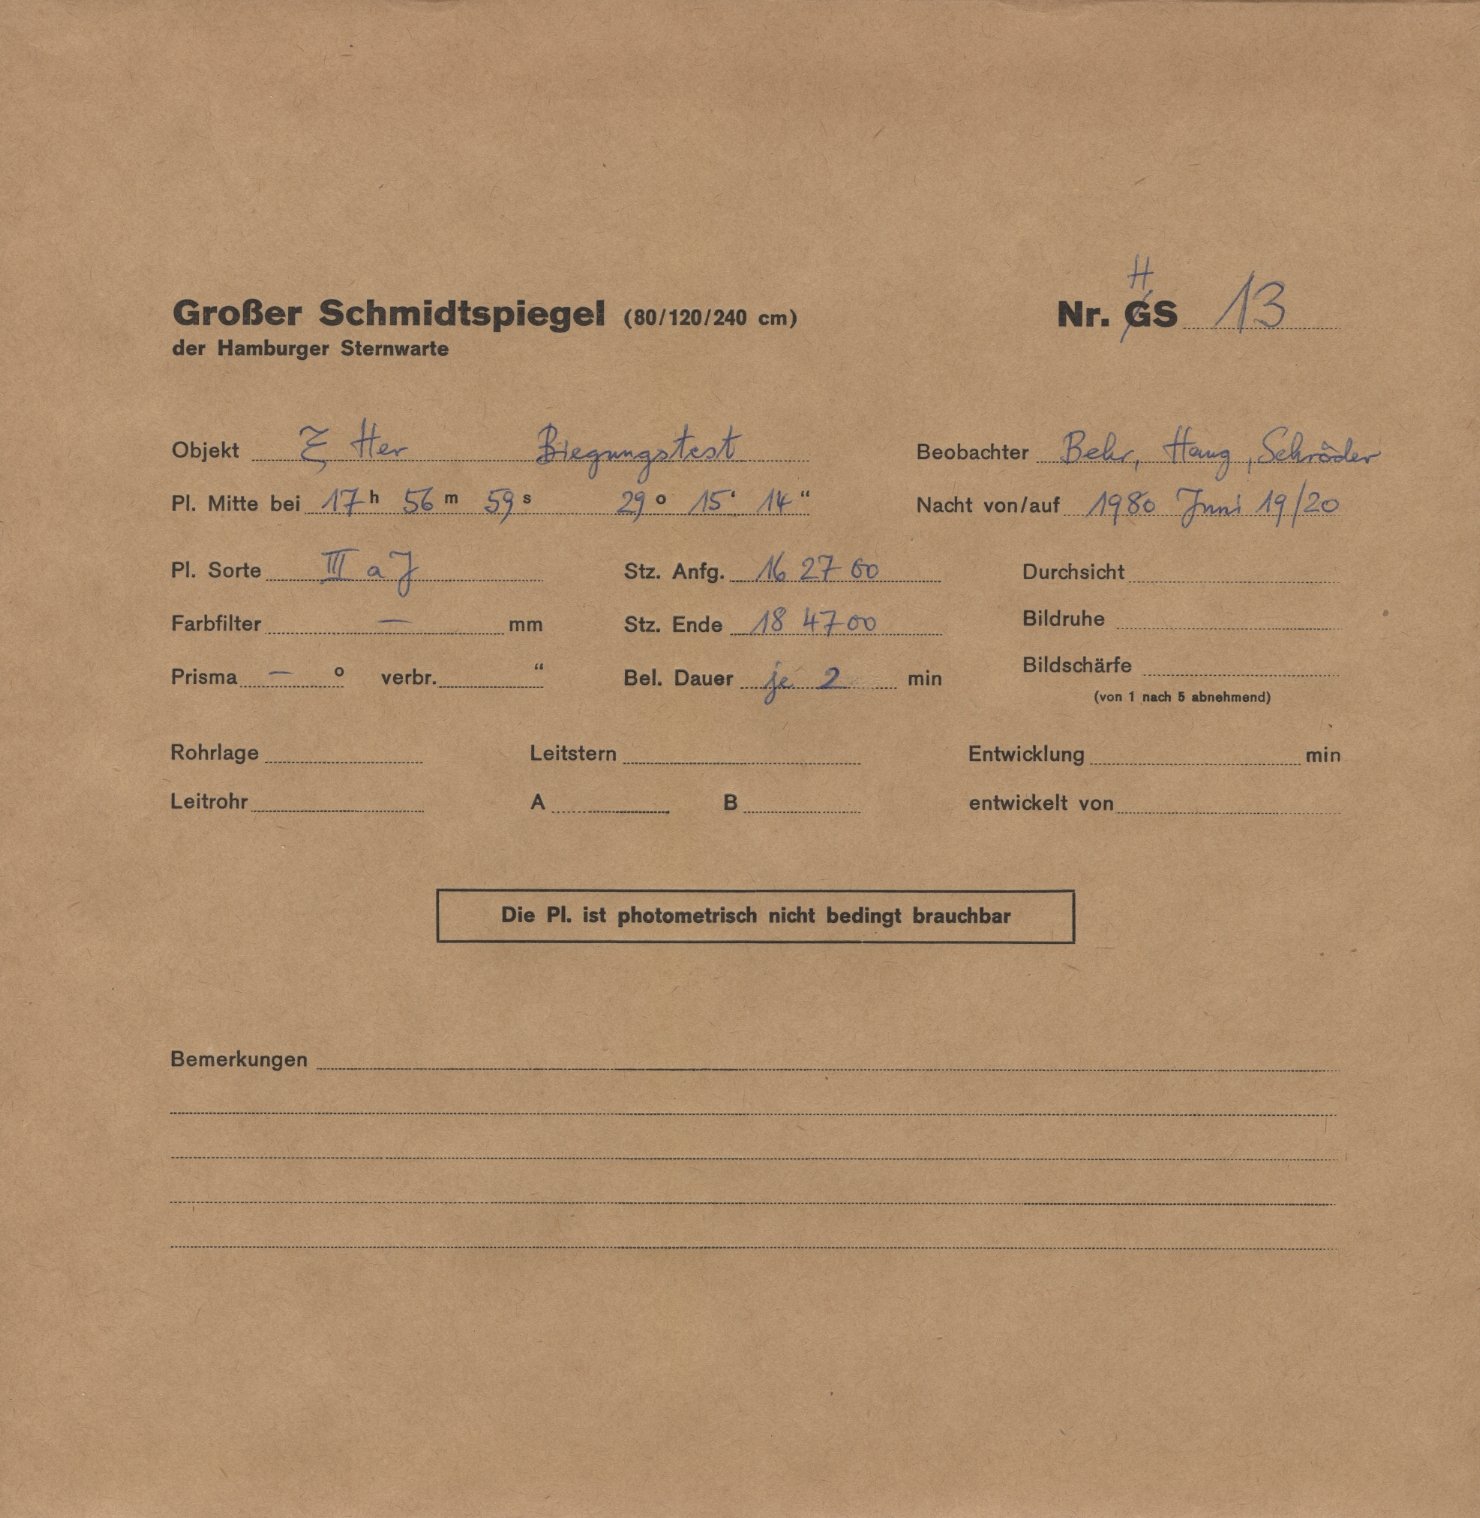 H
Großer Schmidtspiegel (80/120/240 cm) Nr. GS 13
der Hamburger Sternwarte
Objekt ξ Her Biegungstest Beobachter Behr, Haug, Schröder
Pl. Mitte bei 17 h 56 m 59 s 29 o 15 ‘ 14 “ Nacht von/auf 1980 Juni 19/20
Pl. Sorte III a J Stz. Anfg. 16 27 00 Durchsicht
Farbfilter — mm Stz. Ende 18 47 00 Bildruhe
Prisma — o verbr. “ Bel. Dauer je 2 min Bildschärfe
(von 1 nach 5 abnehmend)
Rohrlage Leitstern Entwicklung min
Leitrohr A B entwickelt von
Die Pl. ist photometrisch nicht bedingt brauchbar
Bemerkungen